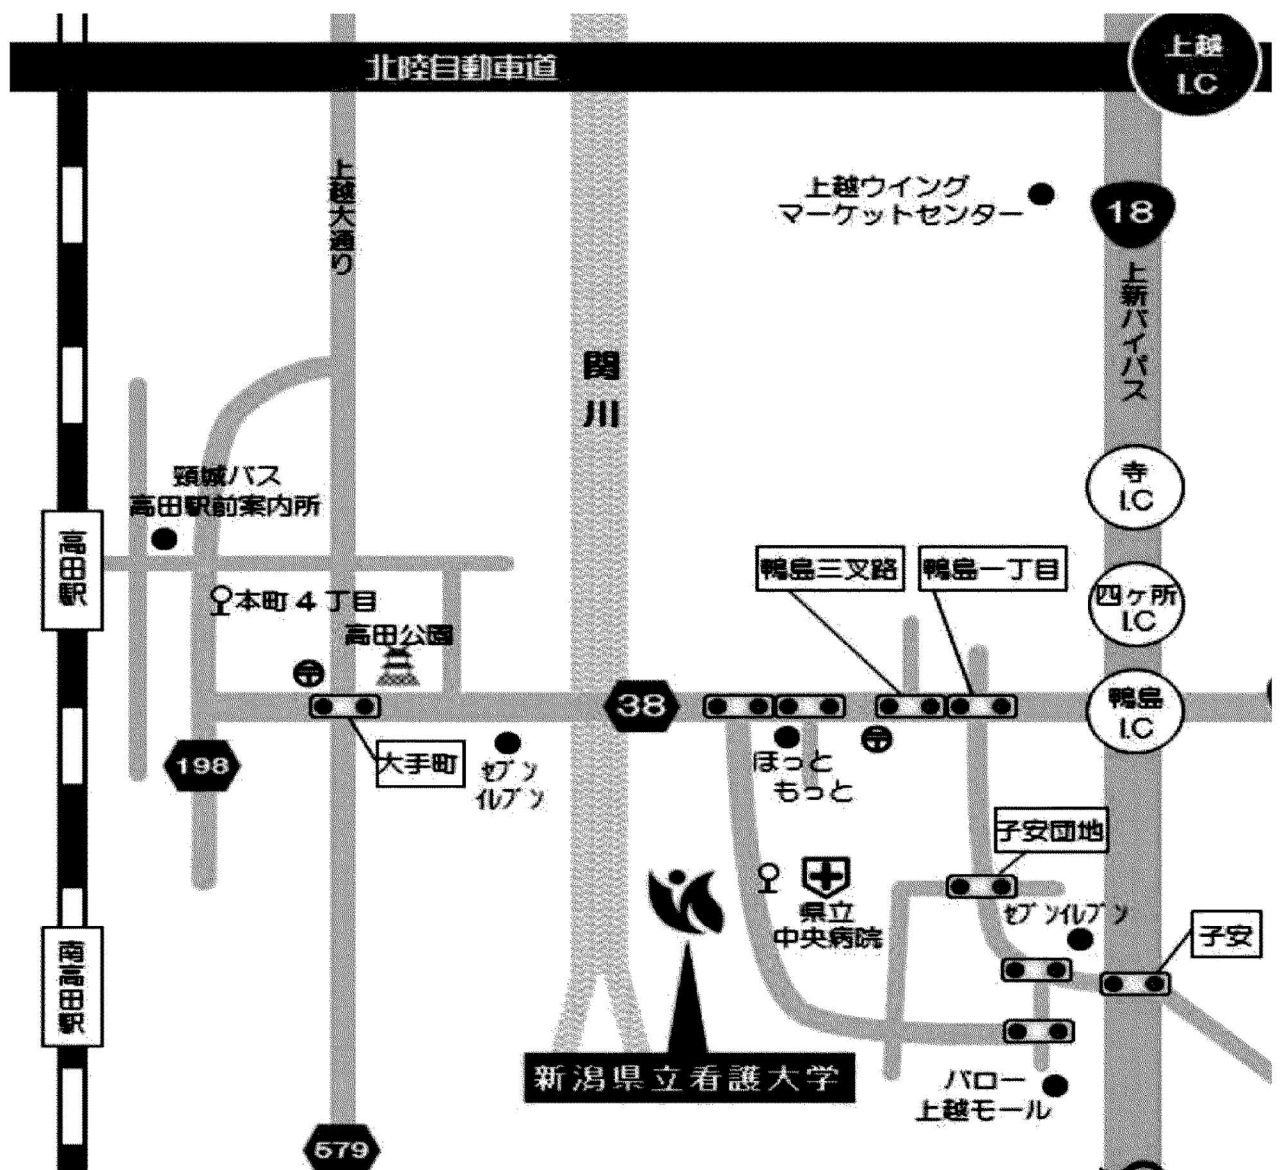 北陸自動車道
上越
I.C
上越大通り
上越ウイング
マーケットセンター
18
上新バイパス
関川
寺
I.C
頸城バス
高田駅前案内所
高田駅
鴨島三叉路
鴨島一丁目
四ケ所
I.C
本町4丁目
高田公園
38
鴨島
I.C
198
大手町
セブン
イレブン
ほっと
もっと
子安団地
県立
中央病院
セブンイレブン
子安
南高田駅
新潟県立看護大学
バロー
上越モール
579